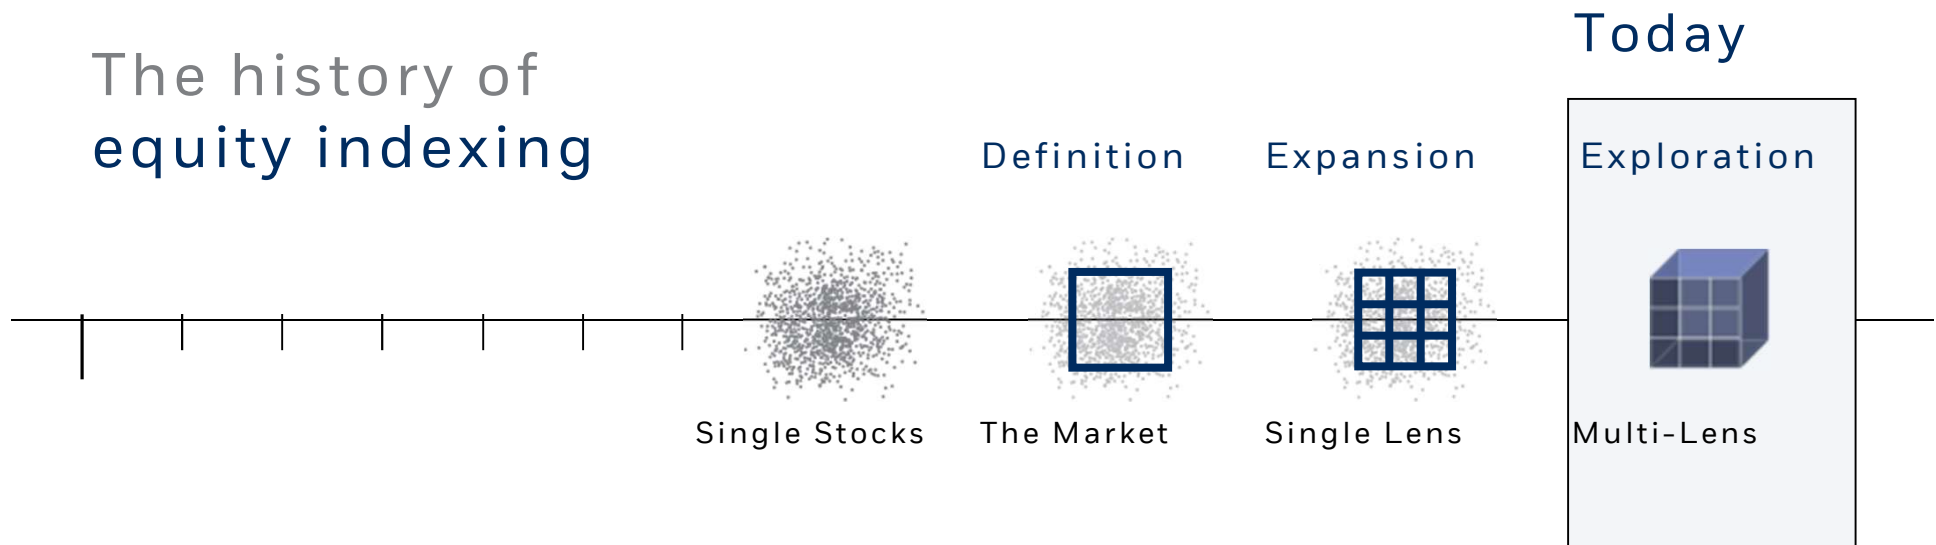 The history of
equity indexing
Today
Definition
Expansion
Exploration
Single Stocks
The Market
Single Lens
Multi-Lens